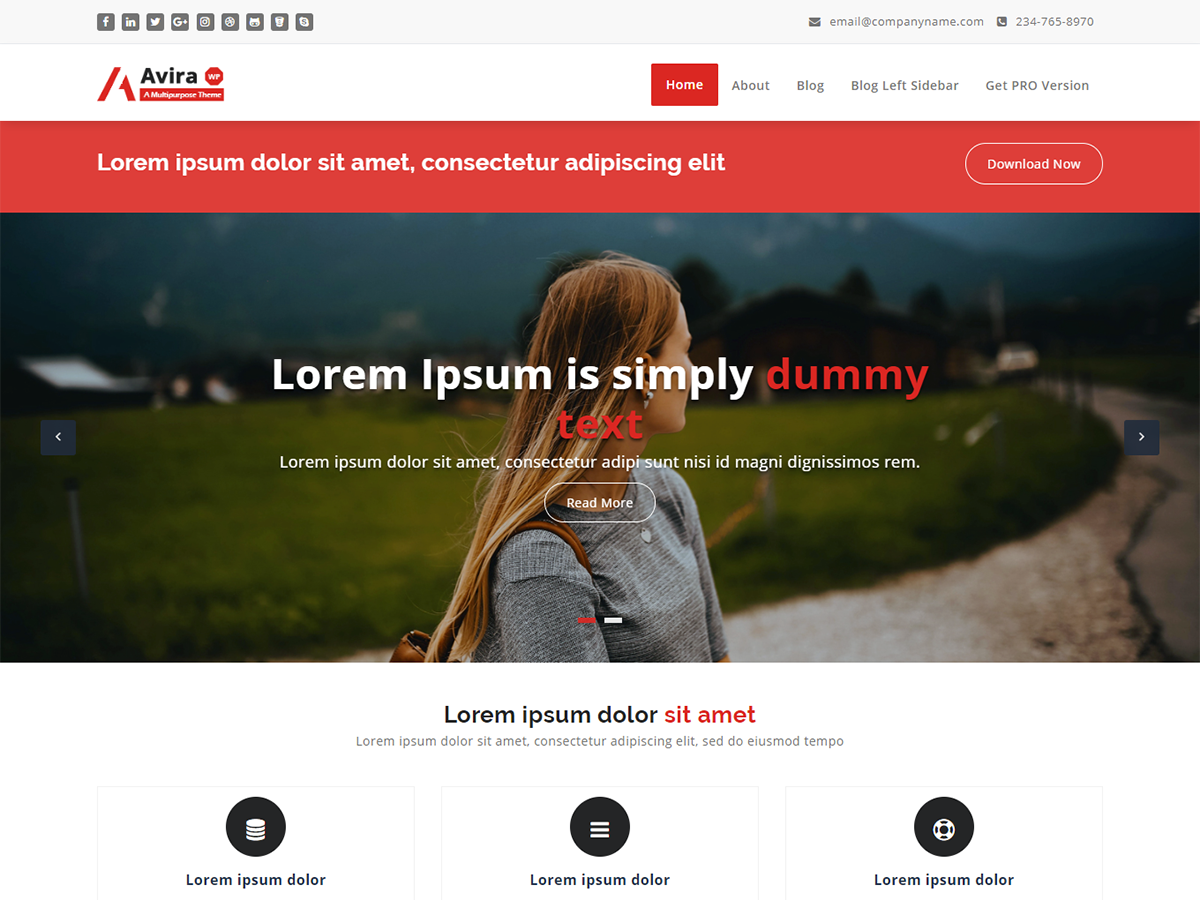 email@companyname.com 234-765-8970
Avira WP
A Multipurpose Theme
Home About Blog Blog Left Sidebar Get PRO Version
Lorem ipsum dolor sit amet, consectetur adipiscing elit
Download Now
Lorem Ipsum is simply dummy
text
Lorem ipsum dolor sit amet, consectetur adipi sunt nisi id magni dignissimos rem.
Read More
Lorem ipsum dolor sit amet
Lorem ipsum dolor sit amet, consectetur adipiscing elit, sed do eiusmod tempo
Lorem ipsum dolor Lorem ipsum dolor Lorem ipsum dolor